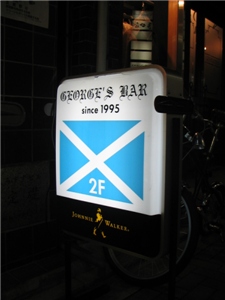 GEORGE'S BAR
since 1995
2F
JOHNNIE WALKER.